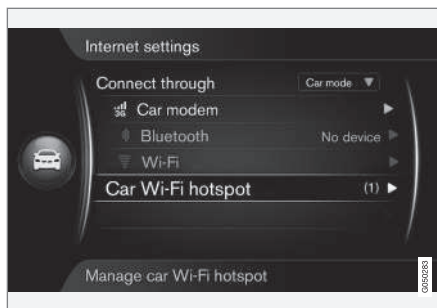 Internet settings
Connect through Car mode
3G Car modem
Bluetooth No device
Wi-Fi
Car Wi-Fi hotspot (1)
Manage car Wi-Fi hotspot
G050283